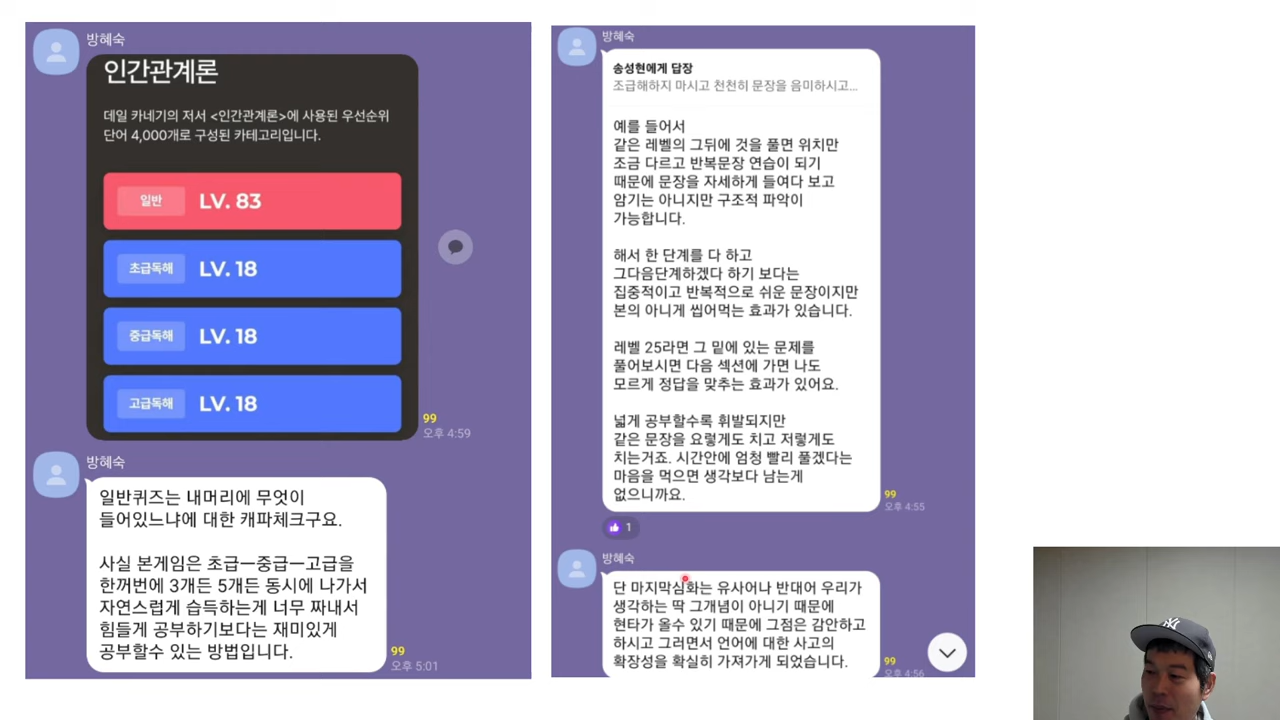 방혜숙
인간관계론
데일 카네기의 저서 <인간관계론>에 사용된 우선순위
단어 4,000개로 구성된 카테고리입니다.
일반 LV. 83
초급독해 LV. 18
중급독해 LV. 18
고급독해 LV. 18
99
오후 4:59
방혜숙
일반퀴즈는 내머리에 무엇이
들어있느냐에 대한 캐파체크구요.
사실 본게임은 초급ㅡ중급ㅡ고급을
한꺼번에 3개든 5개든 동시에 나가서
자연스럽게 습득하는게 너무 짜내서
힘들게 공부하기보다는 재미있게
공부할수 있는 방법입니다.
99
오후 5:01
방혜숙
송성현에게 답장
조급해하지 마시고 천천히 문장을 음미하시고...
예를 들어서
같은 레벨의 그뒤에 것을 풀면 위치만
조금 다르고 반복문장 연습이 되기
때문에 문장을 자세하게 들여다 보고
암기는 아니지만 구조적 파악이
가능합니다.
해서 한 단계를 다 하고
그다음단계하겠다 하기 보다는
집중적이고 반복적으로 쉬운 문장이지만
본의 아니게 씹어먹는 효과가 있습니다.
레벨 25라면 그 밑에 있는 문제를
풀어보시면 다음 섹션에 가면 나도
모르게 정답을 맞추는 효과가 있어요.
넓게 공부할수록 휘발되지만
같은 문장을 요렇게도 치고 저렇게도
치는거죠. 시간안에 엄청 빨리 풀겠다는
마음을 먹으면 생각보다 남는게
없으니까요.
99
오후 4:55
1
방혜숙
단 마지막심화는 유사어나 반대어 우리가
생각하는 딱 그개념이 아니기 때문에
현타가 올수 있기 때문에 그점은 감안하고
하시고 그러면서 언어에 대한 사고의
확장성을 확실히 가져가게 되었습니다.
99
오후 4:56
NY